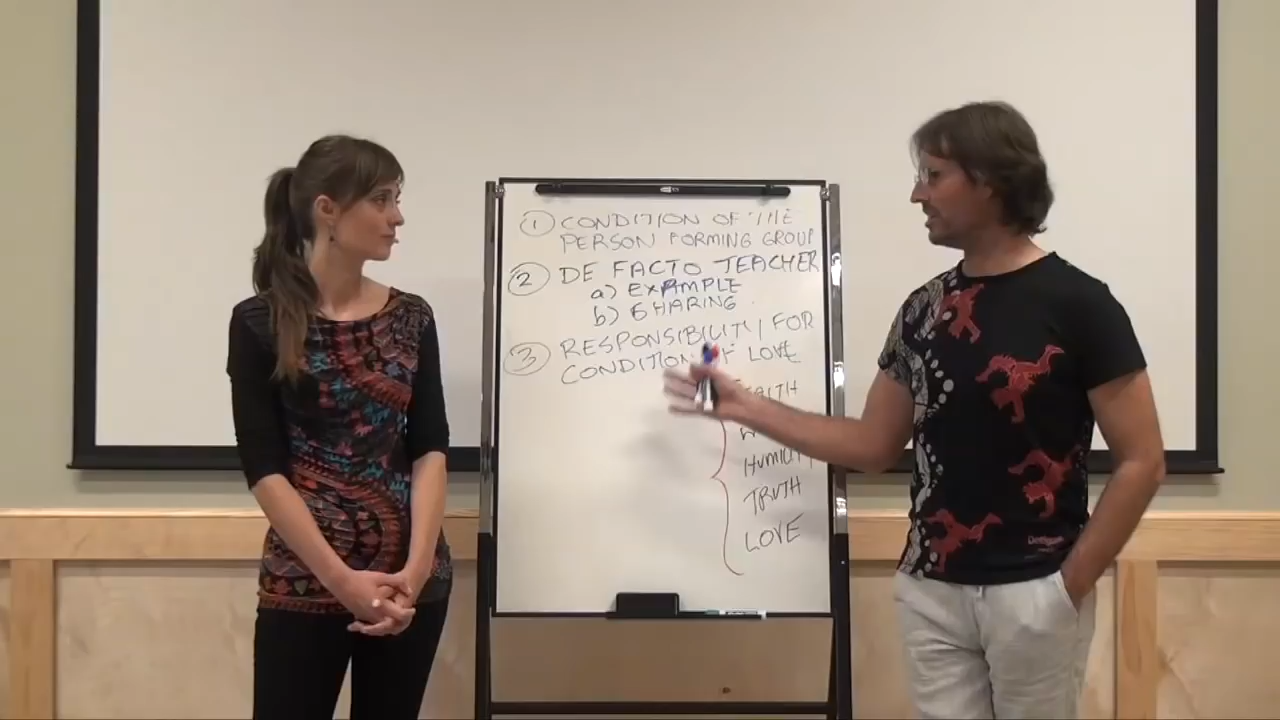 ① CONDITION OF THE
PERSON FORMING GROUP
② DE FACTO TEACHER
a) EXAMPLE
b) SHARING
③ RESPONSIBILITY FOR
CONDITION OF LOVE
HUMILITY
TRUTH
LOVE